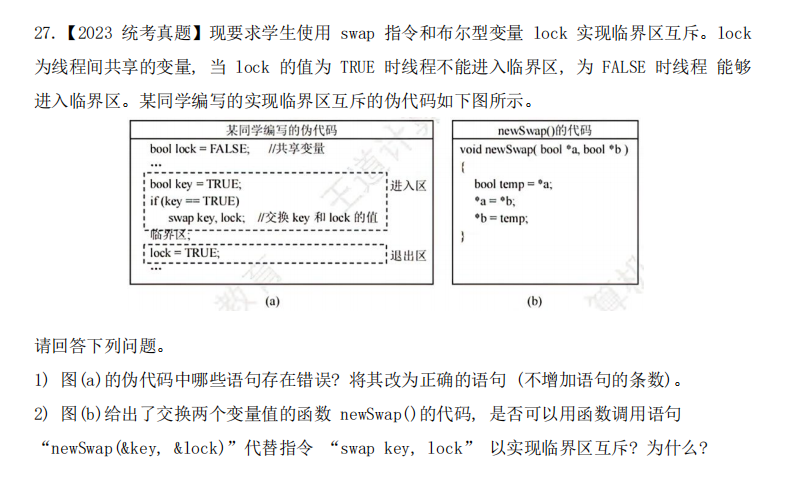 27.【2023 统考真题】现要求学生使用 swap 指令和布尔型变量 lock 实现临界区互斥。lock
为线程间共享的变量, 当 lock 的值为 TRUE 时线程不能进入临界区, 为 FALSE 时线程 能够
进入临界区。某同学编写的实现临界区互斥的伪代码如下图所示。
某同学编写的伪代码
bool lock = FALSE; //共享变量
...
bool key = TRUE;
if (key == TRUE)
swap key, lock; //交换 key 和 lock 的值
进入区
临界区;
lock = TRUE;
退出区
...
(a)
newSwap()的代码
void newSwap( bool *a, bool *b )
{
bool temp = *a;
*a = *b;
*b = temp;
}
(b)
请回答下列问题。
1) 图(a)的伪代码中哪些语句存在错误? 将其改为正确的语句 (不增加语句的条数)。
2) 图(b)给出了交换两个变量值的函数 newSwap()的代码, 是否可以用函数调用语句
“newSwap(&key, &lock)”代替指令 “swap key, lock” 以实现临界区互斥? 为什么?